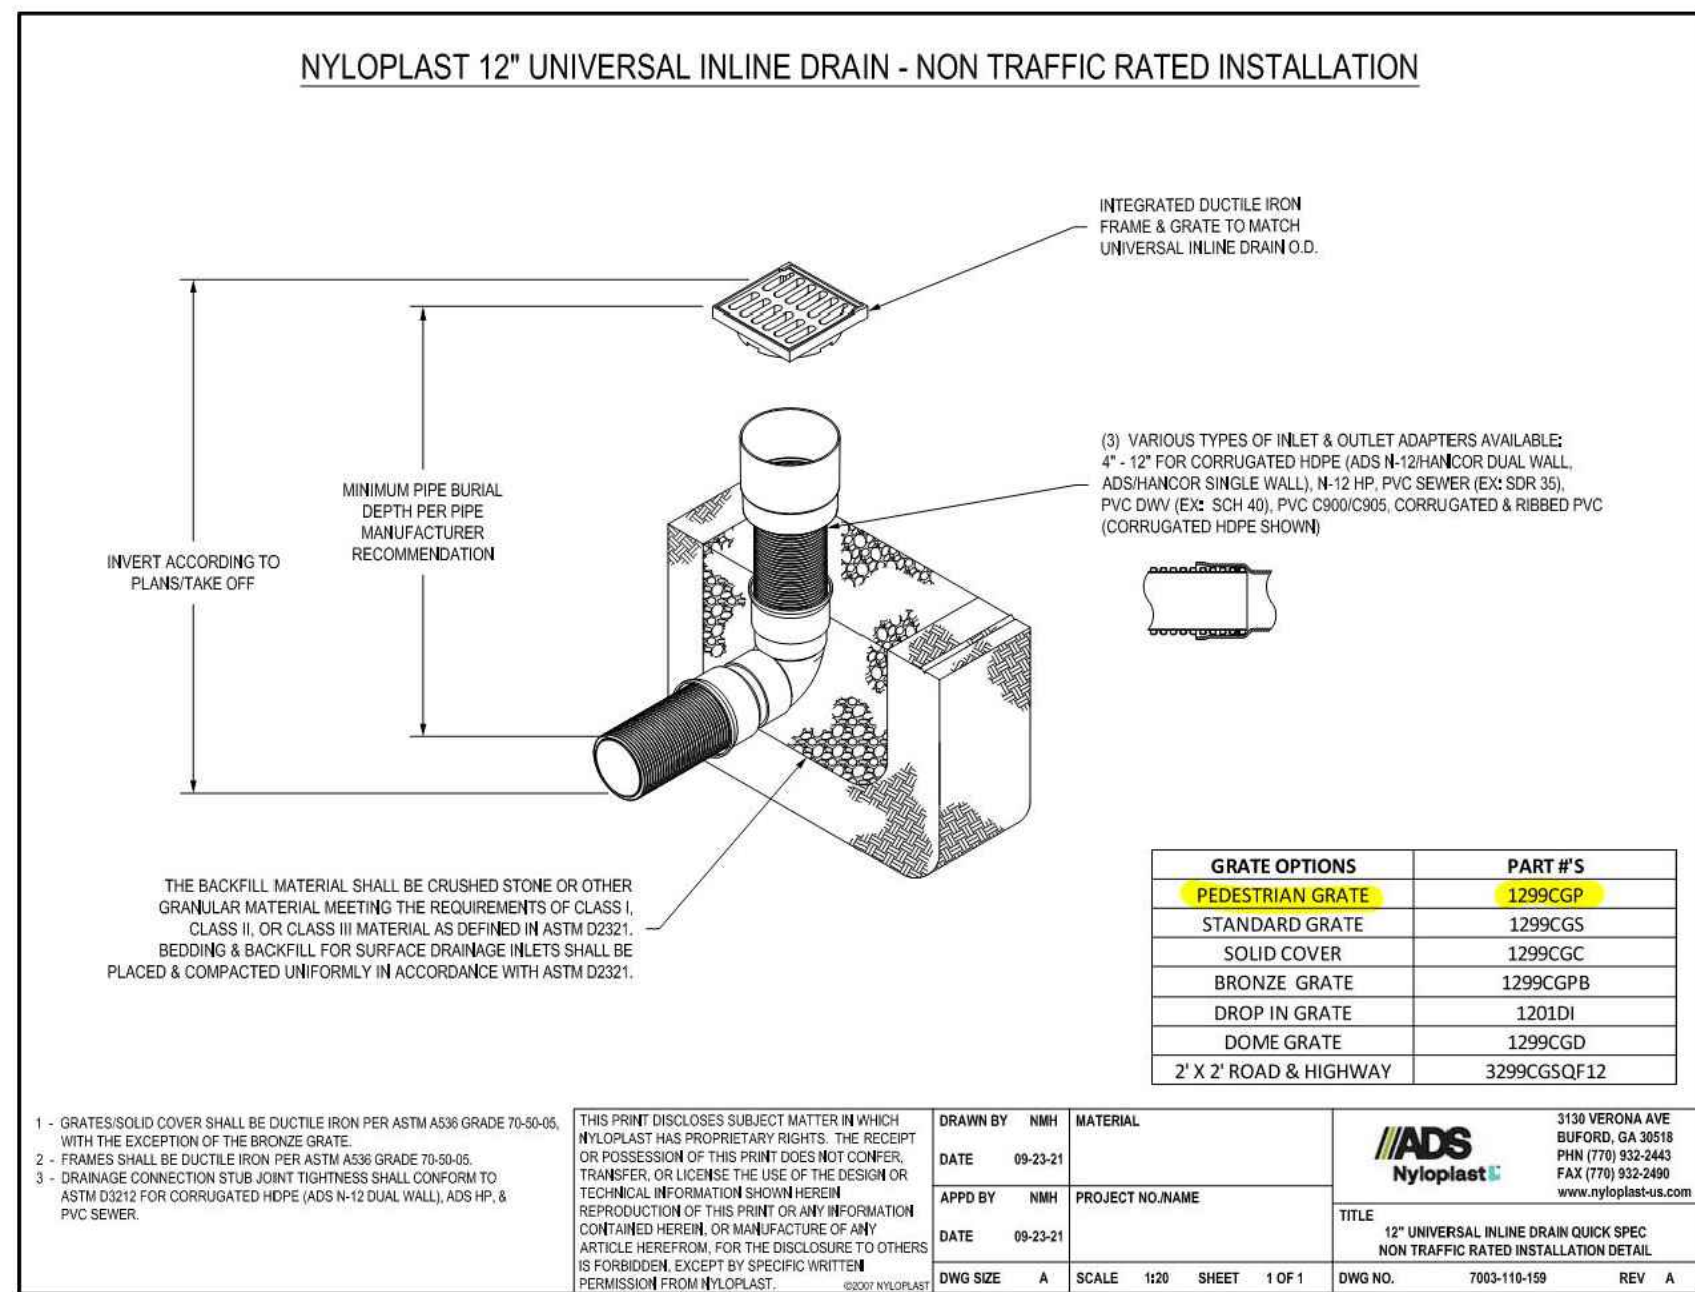 NYLOPLAST 12" UNIVERSAL INLINE DRAIN - NON TRAFFIC RATED INSTALLATION
INTEGRATED DUCTILE IRON
FRAME & GRATE TO MATCH
UNIVERSAL INLINE DRAIN O.D.
(3) VARIOUS TYPES OF INLET & OUTLET ADAPTERS AVAILABLE:
4" - 12" FOR CORRUGATED HDPE (ADS N-12/HANCOR DUAL WALL,
ADS/HANCOR SINGLE WALL), N-12 HP, PVC SEWER (EX: SDR 35),
PVC DWV (EX: SCH 40), PVC C900/C905, CORRUGATED & RIBBED PVC
(CORRUGATED HDPE SHOWN)
MINIMUM PIPE BURIAL
DEPTH PER PIPE
MANUFACTURER
RECOMMENDATION
INVERT ACCORDING TO
PLANS/TAKE OFF
THE BACKFILL MATERIAL SHALL BE CRUSHED STONE OR OTHER
GRANULAR MATERIAL MEETING THE REQUIREMENTS OF CLASS I,
CLASS II, OR CLASS III MATERIAL AS DEFINED IN ASTM D2321.
BEDDING & BACKFILL FOR SURFACE DRAINAGE INLETS SHALL BE
PLACED & COMPACTED UNIFORMLY IN ACCORDANCE WITH ASTM D2321.
GRATE OPTIONS PART #'S
PEDESTRIAN GRATE 1299CGP
STANDARD GRATE 1299CGS
SOLID COVER 1299CGC
BRONZE GRATE 1299CGPB
DROP IN GRATE 1201DI
DOME GRATE 1299CGD
2' X 2' ROAD & HIGHWAY 3299CGSQF12
1 - GRATES/SOLID COVER SHALL BE DUCTILE IRON PER ASTM A536 GRADE 70-50-05,
WITH THE EXCEPTION OF THE BRONZE GRATE.
2 - FRAMES SHALL BE DUCTILE IRON PER ASTM A536 GRADE 70-50-05.
3 - DRAINAGE CONNECTION STUB JOINT TIGHTNESS SHALL CONFORM TO
ASTM D3212 FOR CORRUGATED HDPE (ADS N-12 DUAL WALL), ADS HP, &
PVC SEWER.
THIS PRINT DISCLOSES SUBJECT MATTER IN WHICH
NYLOPLAST HAS PROPRIETARY RIGHTS. THE RECEIPT
OR POSSESSION OF THIS PRINT DOES NOT CONFER,
TRANSFER, OR LICENSE THE USE OF THE DESIGN OR
TECHNICAL INFORMATION SHOWN HEREIN
REPRODUCTION OF THIS PRINT OR ANY INFORMATION
CONTAINED HEREIN, OR MANUFACTURE OF ANY
ARTICLE HEREFROM, FOR THE DISCLOSURE TO OTHERS
IS FORBIDDEN, EXCEPT BY SPECIFIC WRITTEN
PERMISSION FROM NYLOPLAST. ©2007 NYLOPLAST
DRAWN BY NMH
DATE 09-23-21
APPD BY NMH
DATE 09-23-21
DWG SIZE A
MATERIAL
PROJECT NO./NAME
SCALE 1:20 SHEET 1 OF 1
ADS
Nyloplast
3130 VERONA AVE
BUFORD, GA 30518
PHN (770) 932-2443
FAX (770) 932-2490
www.nyloplast-us.com
TITLE
12" UNIVERSAL INLINE DRAIN QUICK SPEC
NON TRAFFIC RATED INSTALLATION DETAIL
DWG NO. 7003-110-159 REV A